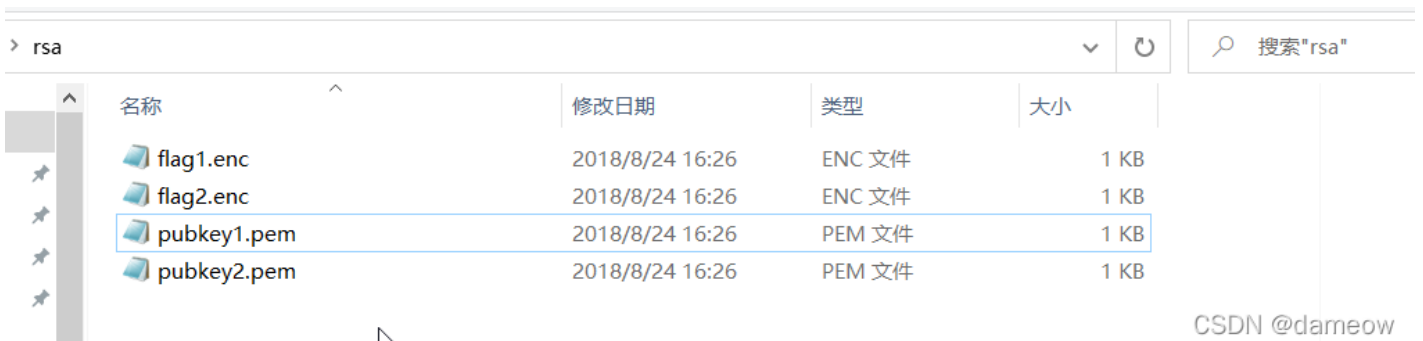 rsa
搜索"rsa"
名称 修改日期 类型 大小
flag1.enc 2018/8/24 16:26 ENC 文件 1 KB
flag2.enc 2018/8/24 16:26 ENC 文件 1 KB
pubkey1.pem 2018/8/24 16:26 PEM 文件 1 KB
pubkey2.pem 2018/8/24 16:26 PEM 文件 1 KB
CSDN @dameow